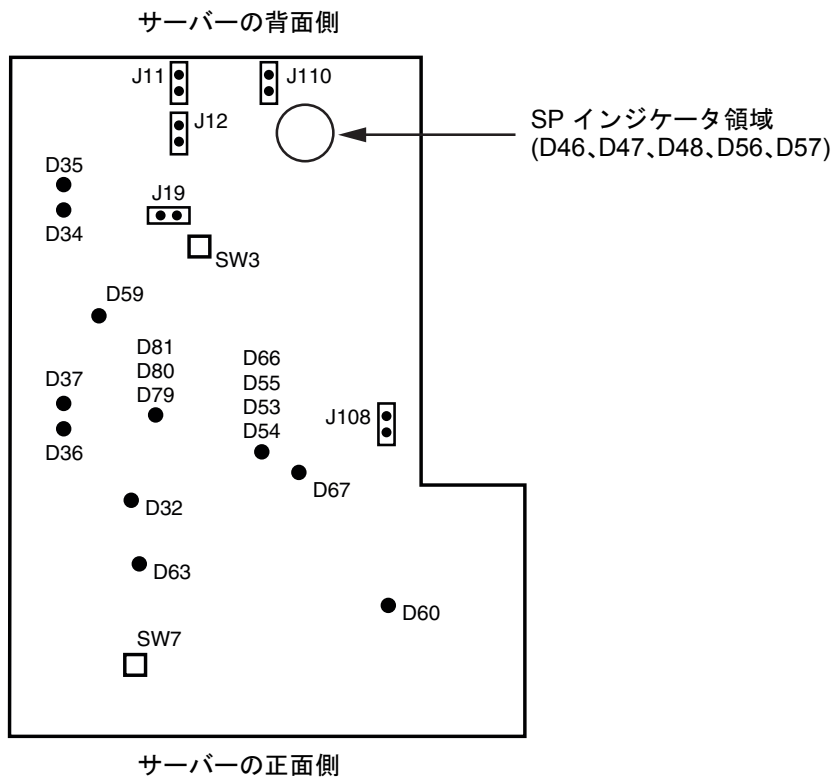 サーバーの背面側
J11
J110
J12
SP インジケータ領域
(D46、D47、D48、D56、D57)
D35
D34
J19
SW3
D59
D81
D80
D79
D66
D55
D53
D54
D37
D36
J108
D67
D32
D63
D60
SW7
サーバーの正面側